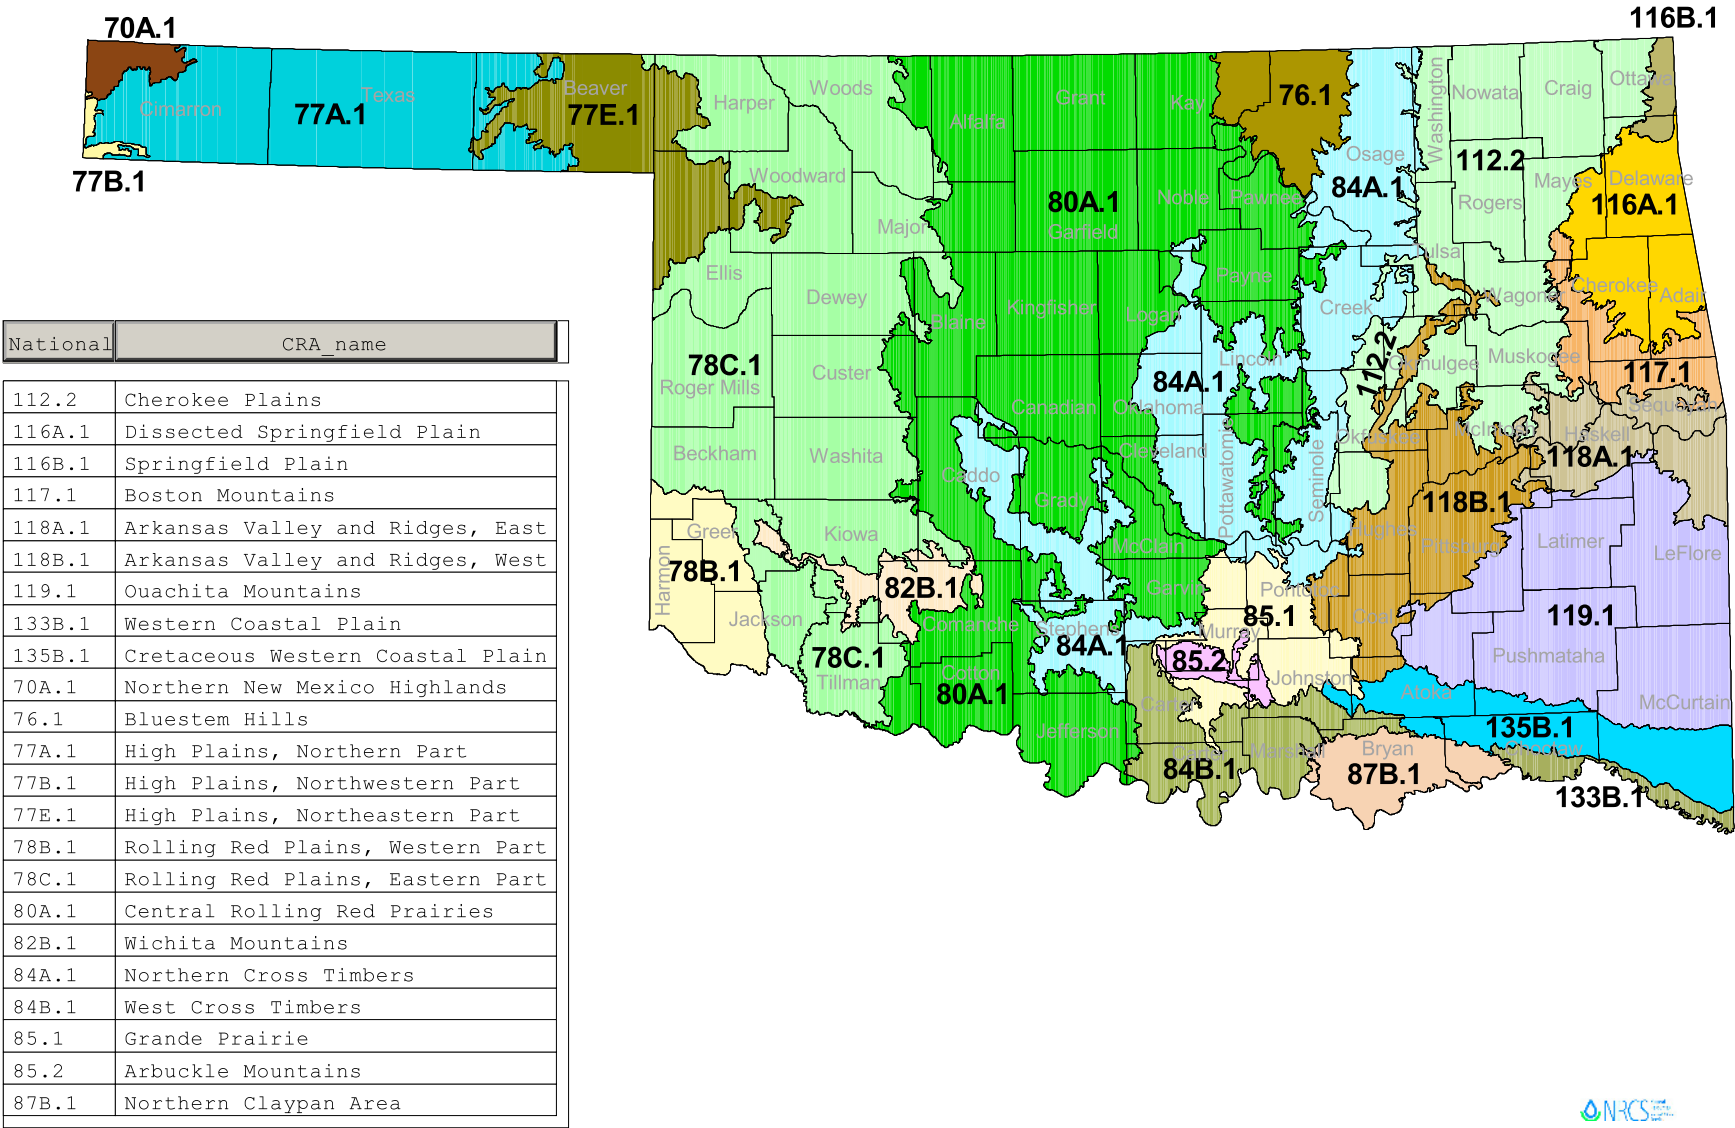 70A.1
116B.1
Cimarron
Texas
77A.1
Beaver
77E.1
77B.1
Harper
Woods
Woodward
Major
Alfalfa
Grant
Kay
76.1
Osage
84A.1
Washington
Nowata
Craig
Ottawa
112.2
Mayes
Delaware
Rogers
116A.1
80A.1
Noble
Pawnee
Garfield
Ellis
Dewey
Blaine
Kingfisher
Logan
Payne
Creek
Tulsa
Wagoner
Cherokee
Adair
78C.1
Roger Mills
Custer
Canadian
Oklahoma
84A.1
Lincoln
112.2
Okmulgee
Muskogee
117.1
Sequoyah
Beckham
Washita
Caddo
Grady
Cleveland
Pottawatomie
Seminole
Okfuskee
McIntosh
Haskell
118A.1
118B.1
Greer
Harmon
78B.1
Kiowa
82B.1
McClain
Garvin
Hughes
Pittsburg
Latimer
LeFlore
Jackson
78C.1
Tillman
Comanche
Cotton
80A.1
Stephens
84A.1
Murray
85.2
Pontotoc
85.1
Coal
119.1
Pushmataha
Johnston
Carter
Jefferson
84B.1
Marshall
Bryan
87B.1
Atoka
135B.1
Choctaw
133B.1
McCurtain
National CRA_name
112.2 Cherokee Plains
116A.1 Dissected Springfield Plain
116B.1 Springfield Plain
117.1 Boston Mountains
118A.1 Arkansas Valley and Ridges, East
118B.1 Arkansas Valley and Ridges, West
119.1 Ouachita Mountains
133B.1 Western Coastal Plain
135B.1 Cretaceous Western Coastal Plain
70A.1 Northern New Mexico Highlands
76.1 Bluestem Hills
77A.1 High Plains, Northern Part
77B.1 High Plains, Northwestern Part
77E.1 High Plains, Northeastern Part
78B.1 Rolling Red Plains, Western Part
78C.1 Rolling Red Plains, Eastern Part
80A.1 Central Rolling Red Prairies
82B.1 Wichita Mountains
84A.1 Northern Cross Timbers
84B.1 West Cross Timbers
85.1 Grande Prairie
85.2 Arbuckle Mountains
87B.1 Northern Claypan Area
NRCS